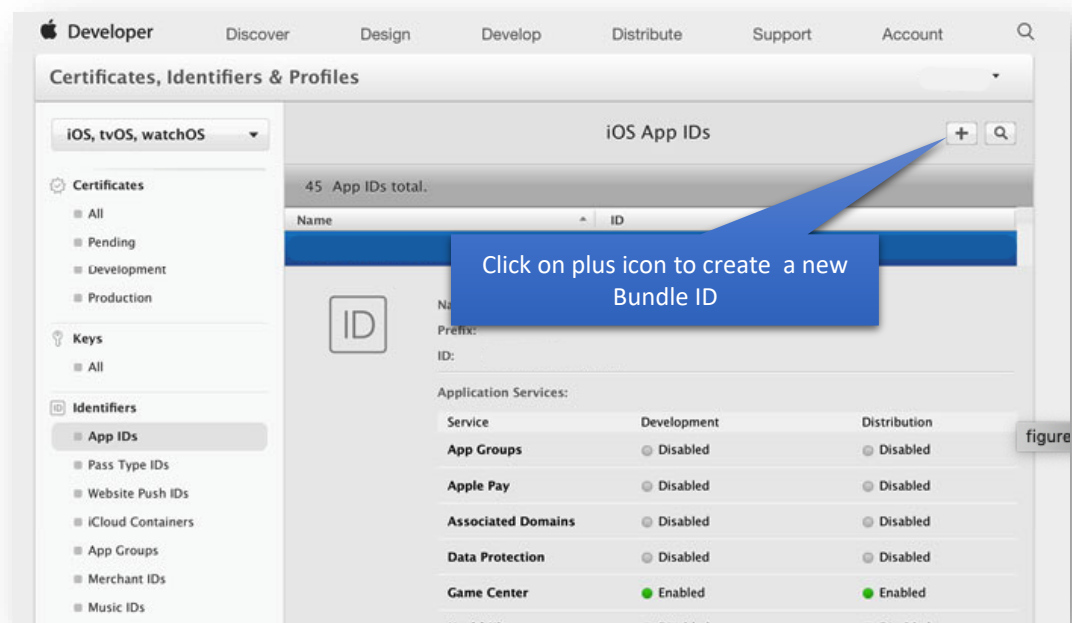 Developer Discover Design Develop Distribute Support Account
Certificates, Identifiers & Profiles
iOS, tvOS, watchOS
iOS App IDs
Certificates
All
Pending
Development
Production
Keys
All
Identifiers
App IDs
Pass Type IDs
Website Push IDs
iCloud Containers
App Groups
Merchant IDs
Music IDs
45 App IDs total.
Name ID
Click on plus icon to create a new
Bundle ID
ID
Prefix:
ID:
Application Services:
Service Development Distribution
App Groups Disabled Disabled
Apple Pay Disabled Disabled
Associated Domains Disabled Disabled
Data Protection Disabled Disabled
Game Center Enabled Enabled
figure